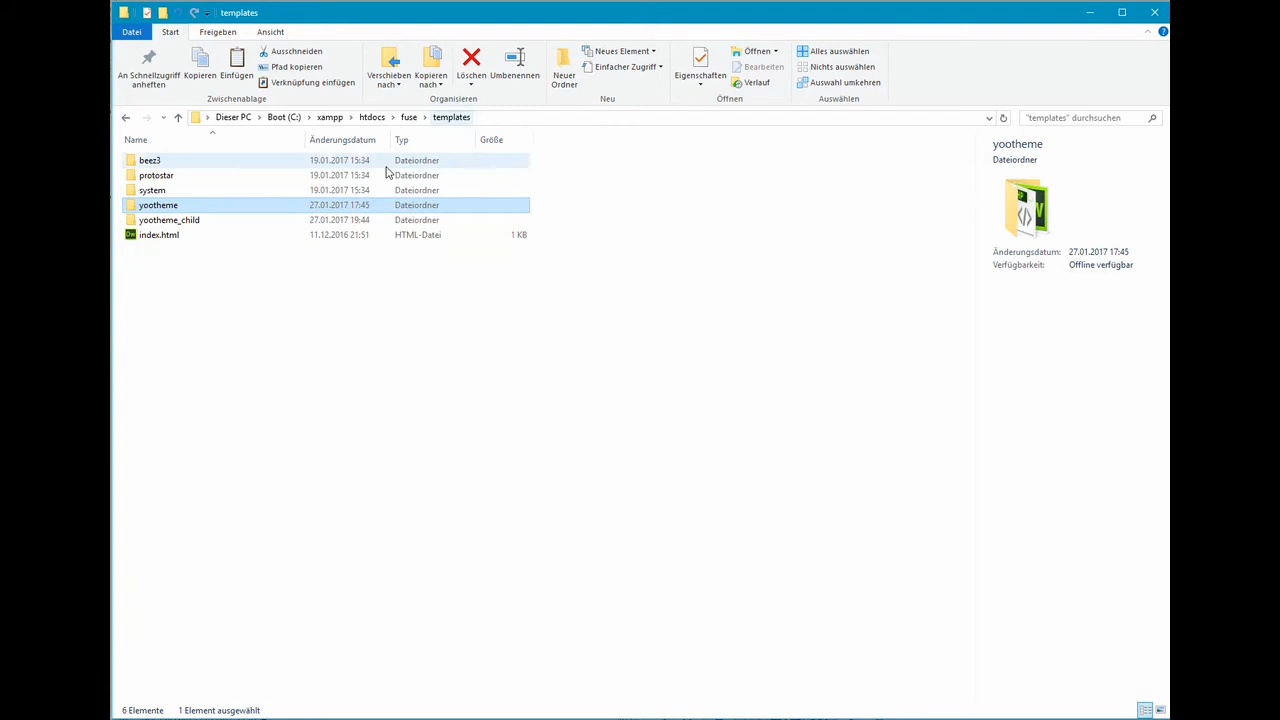 templates
Datei Start Freigeben Ansicht
An Schnellzugriff anheften
Kopieren
Einfügen
Ausschneiden
Pfad kopieren
Verknüpfung einfügen
Zwischenablage
Verschieben nach
Kopieren nach
Löschen
Umbenennen
Organisieren
Neuer Ordner
Neues Element
Einfacher Zugriff
Neu
Eigenschaften
Öffnen
Bearbeiten
Verlauf
Öffnen
Alles auswählen
Nichts auswählen
Auswahl umkehren
Auswählen
Dieser PC > Boot (C:) > xampp > htdocs > fuse > templates
"templates" durchsuchen
Name Änderungsdatum Typ Größe
beez3 19.01.2017 15:34 Dateiordner
protostar 19.01.2017 15:34 Dateiordner
system 19.01.2017 15:34 Dateiordner
yootheme 27.01.2017 17:45 Dateiordner
yootheme_child 27.01.2017 19:44 Dateiordner
Dw index.html 11.12.2016 21:51 HTML-Datei 1 KB
yootheme
Dateiordner
Änderungsdatum: 27.01.2017 17:45
Verfügbarkeit: Offline verfügbar
6 Elemente 1 Element ausgewählt